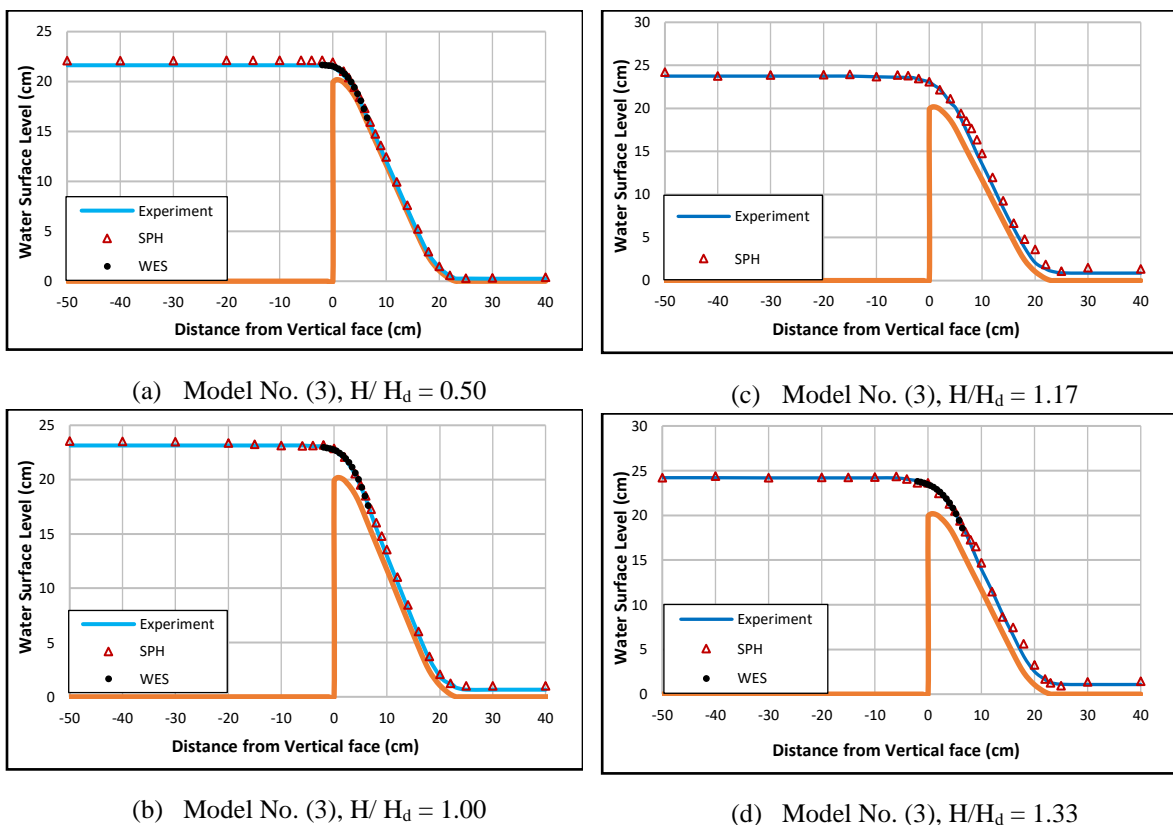 25
20
15
10
5
0
Water Surface Level (cm)
Experiment
SPH
WES
-50 -40 -30 -20 -10 0 10 20 30 40
Distance from Vertical face (cm)
(a) Model No. (3), H/ Hd = 0.50
30
25
20
15
10
5
0
Water Surface Level (cm)
Experiment
SPH
-50 -40 -30 -20 -10 0 10 20 30 40
Distance from Vertical face (cm)
(c) Model No. (3), H/Hd = 1.17
25
20
15
10
5
0
Water Surface Level (cm)
Experiment
SPH
WES
-50 -40 -30 -20 -10 0 10 20 30 40
Distance from Vertical face (cm)
(b) Model No. (3), H/ Hd = 1.00
30
25
20
15
10
5
0
Water Surface Level (cm)
Experiment
SPH
WES
-50 -40 -30 -20 -10 0 10 20 30 40
Distance from Vertical face (cm)
(d) Model No. (3), H/Hd = 1.33